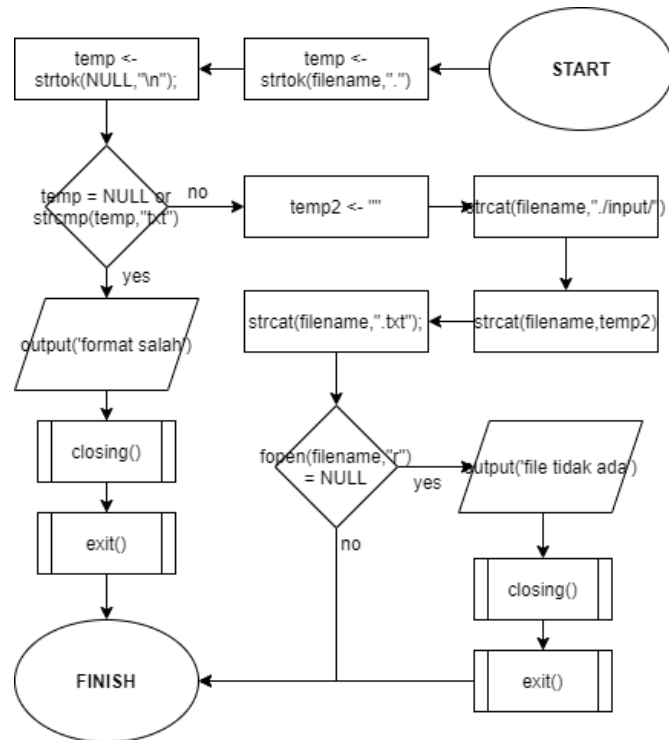 START
temp <-
strtok(filename,".")
temp <-
strtok(NULL,"\n");
temp = NULL or
strcmp(temp,"txt")
no
yes
temp2 <- ""
strcat(filename,"./input/")
strcat(filename,temp2)
strcat(filename,".txt");
output('format salah')
closing()
exit()
fopen(filename,"r")
= NULL
yes
no
output('file tidak ada')
closing()
exit()
FINISH